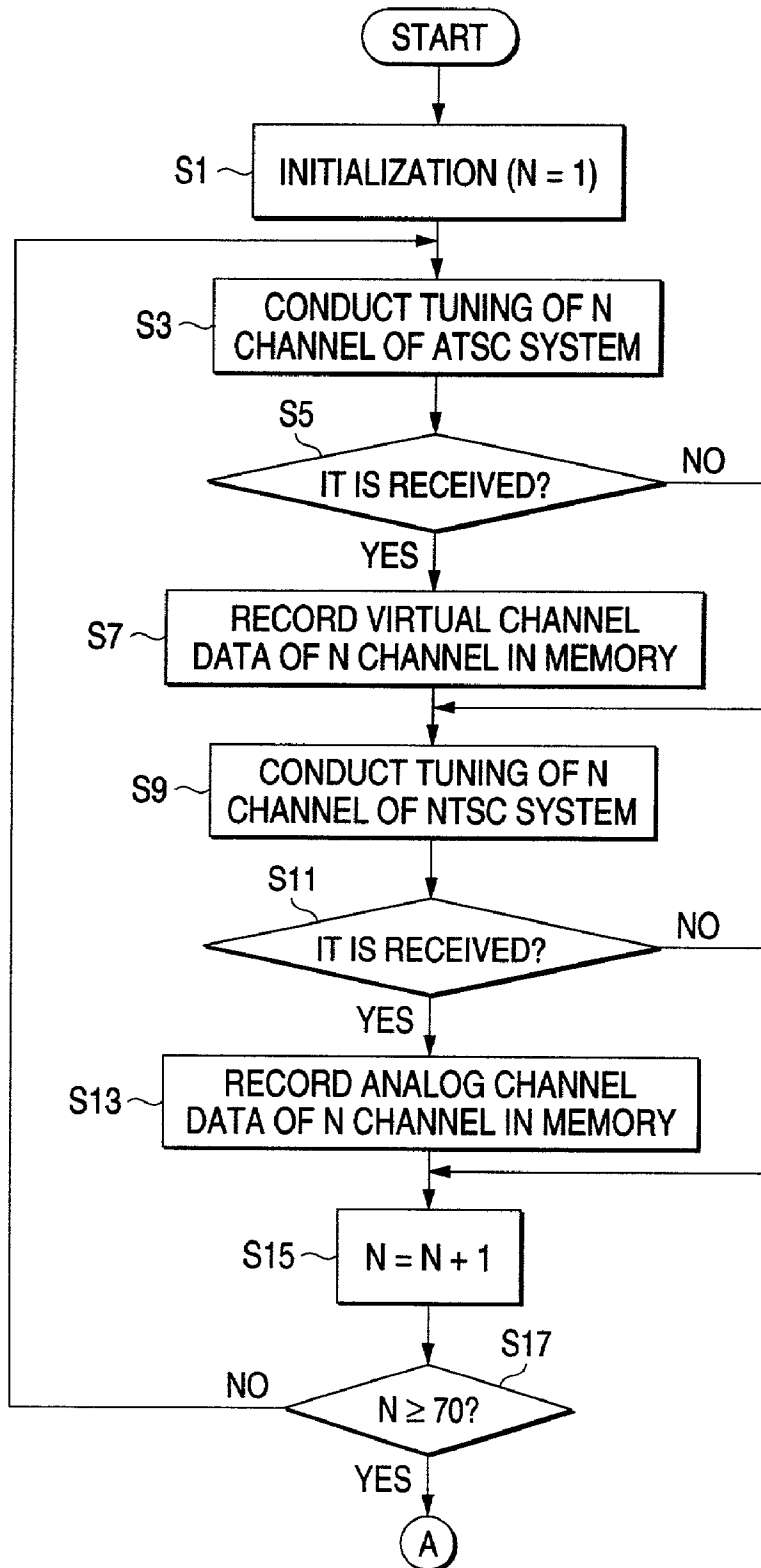 START
S1
INITIALIZATION (N = 1)
S3
CONDUCT TUNING OF N
CHANNEL OF ATSC SYSTEM
S5
IT IS RECEIVED?
NO
YES
S7
RECORD VIRTUAL CHANNEL
DATA OF N CHANNEL IN MEMORY
S9
CONDUCT TUNING OF N
CHANNEL OF NTSC SYSTEM
S11
IT IS RECEIVED?
NO
YES
S13
RECORD ANALOG CHANNEL
DATA OF N CHANNEL IN MEMORY
S15
N = N + 1
S17
NO
N ≥ 70?
YES
A